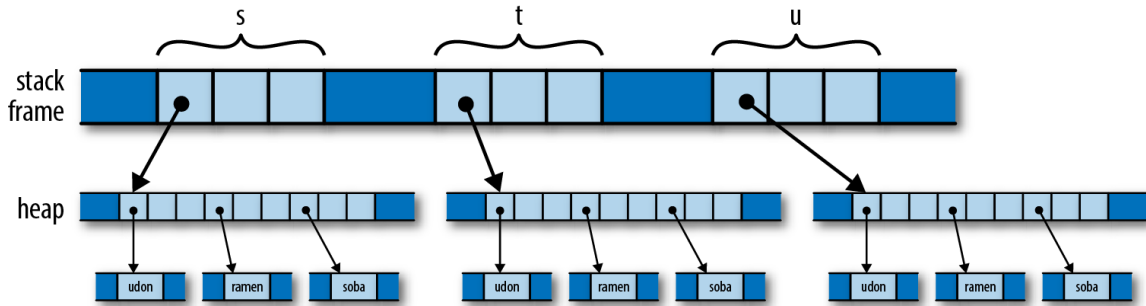 s t u
stack
frame
heap
udon ramen soba udon ramen soba udon ramen soba